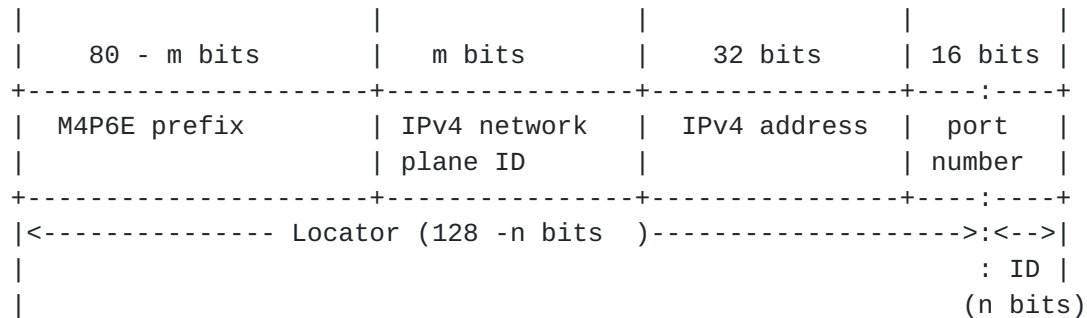 |                      |                |                |         |
|    80 - m bits       |   m bits       |    32 bits     | 16 bits |
+----------------------+----------------+----------------+----:----+
|  M4P6E prefix        | IPv4 network   |  IPv4 address  |  port   |
|                      | plane ID       |                | number  |
+----------------------+----------------+----------------+----:----+
|<--------------- Locator (128 -n bits  )-------------------->:<-->|
|                                                             : ID |
|                                                            (n bits)